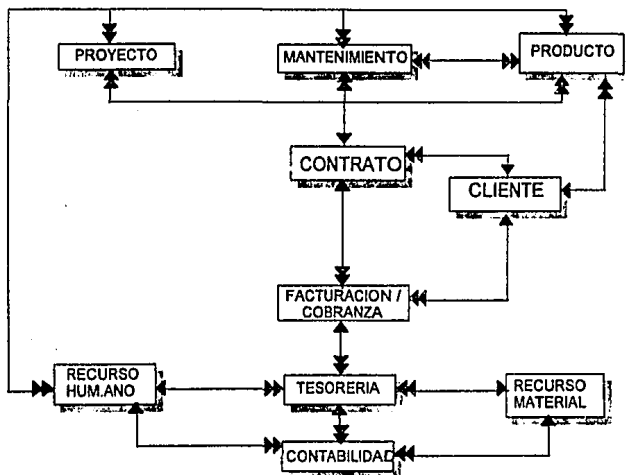 PROYECTO
MANTENIMIENTO
PRODUCTO
CONTRATO
CLIENTE
FACTURACION /
COBRANZA
RECURSO
HUM.ANO
TESORERIA
RECURSO
MATERIAL
CONTABILIDAD